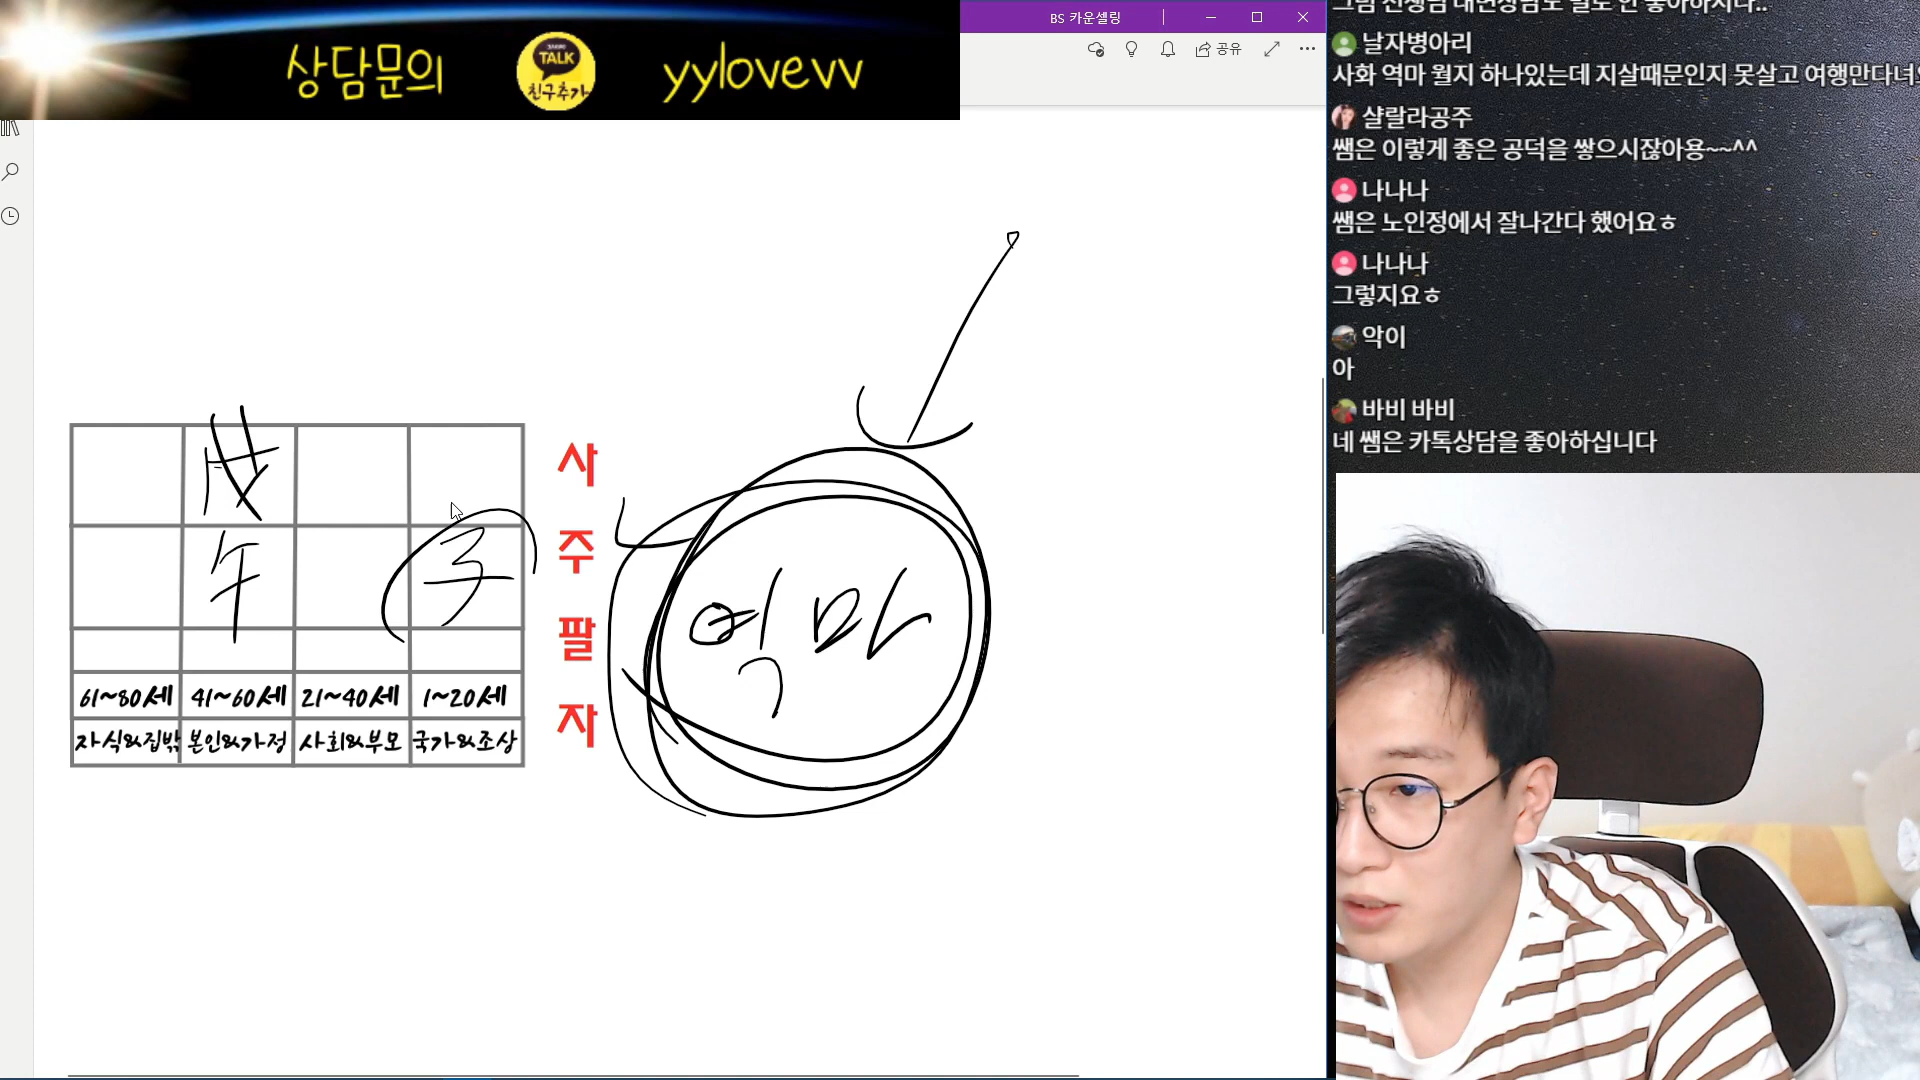 상담문의 TALK 친구추가 yylovevv
BS 카운셀링
공유
戊
午 子
61~80세 41~60세 21~40세 1~20세
자식&집밖 본인&가정 사회&부모 국가&조상
사
주
팔
자
역마
날자병아리
사화 역마 월지 하나있는데 지살때문인지 못살고 여행만다녀
샬랄라공주
쌤은 이렇게 좋은 공덕을 쌓으시잖아용~~^^
나나나
쌤은 노인정에서 잘나간다 했어요ㅎ
나나나
그렇지요ㅎ
악이
아
바비 바비
네 쌤은 카톡상담을 좋아하십니다